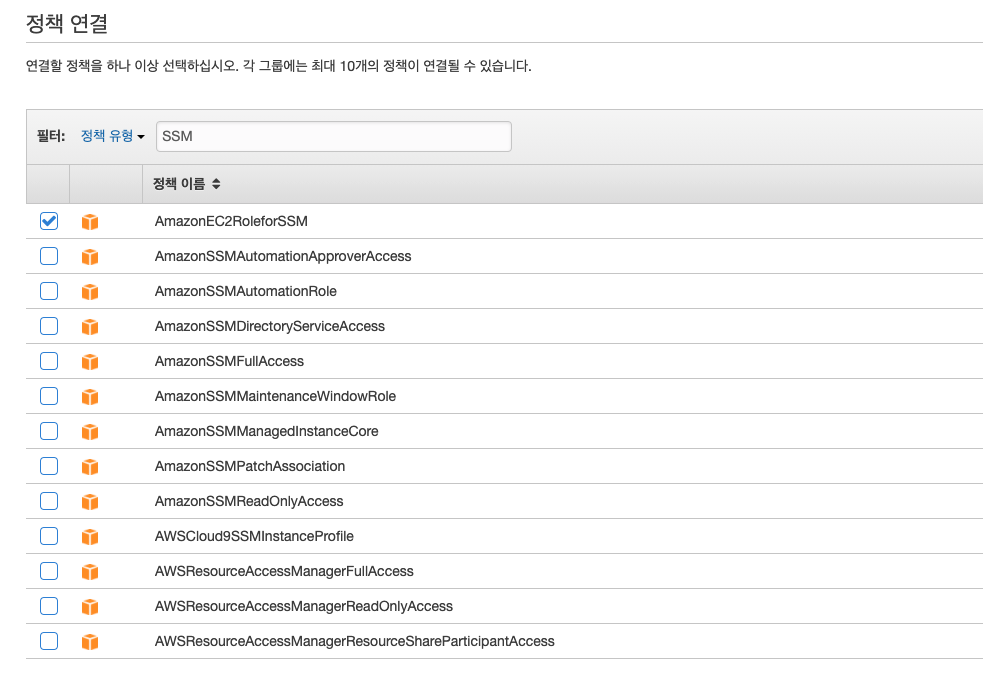 정책 연결
연결할 정책을 하나 이상 선택하십시오. 각 그룹에는 최대 10개의 정책이 연결될 수 있습니다.
필터: 정책 유형 SSM
정책 이름
AmazonEC2RoleforSSM
AmazonSSMAutomationApproverAccess
AmazonSSMAutomationRole
AmazonSSMDirectoryServiceAccess
AmazonSSMFullAccess
AmazonSSMMaintenanceWindowRole
AmazonSSMManagedInstanceCore
AmazonSSMPatchAssociation
AmazonSSMReadOnlyAccess
AWSCloud9SSMInstanceProfile
AWSResourceAccessManagerFullAccess
AWSResourceAccessManagerReadOnlyAccess
AWSResourceAccessManagerResourceShareParticipantAccess